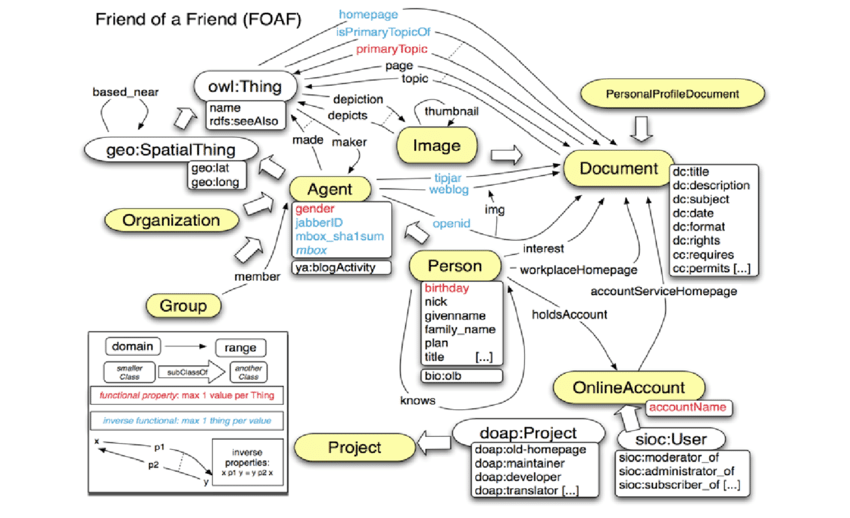 Friend of a Friend (FOAF)
homepage
isPrimaryTopicOf
primaryTopic
page
topic
owl:Thing
name
rdfs:seeAlso
based_near
geo:SpatialThing
geo:lat
geo:long
depiction
depicts
made
maker
thumbnail
Image
PersonalProfileDocument
Document
dc:title
dc:description
dc:subject
dc:date
dc:format
dc:rights
cc:requires
cc:permits [...]
Agent
gender
jabberID
mbox_sha1sum
mbox
ya:blogActivity
tipjar
weblog
openid
img
Organization
member
Group
Person
birthday
nick
givenname
family_name
plan
title [...]
bio:olb
knows
interest
workplaceHomepage
accountServiceHomepage
holdsAccount
OnlineAccount
accountName
domain
range
smaller
Class
subClassOf
another
Class
functional property: max 1 value per Thing
inverse functional: max 1 thing per value
x
p1
p2
y
inverse
properties:
x p1 y = y p2 x
Project
doap:Project
doap:old-homepage
doap:maintainer
doap:developer
doap:translator [...]
sioc:User
sioc:moderator_of
sioc:administrator_of
sioc:subscriber_of [...]